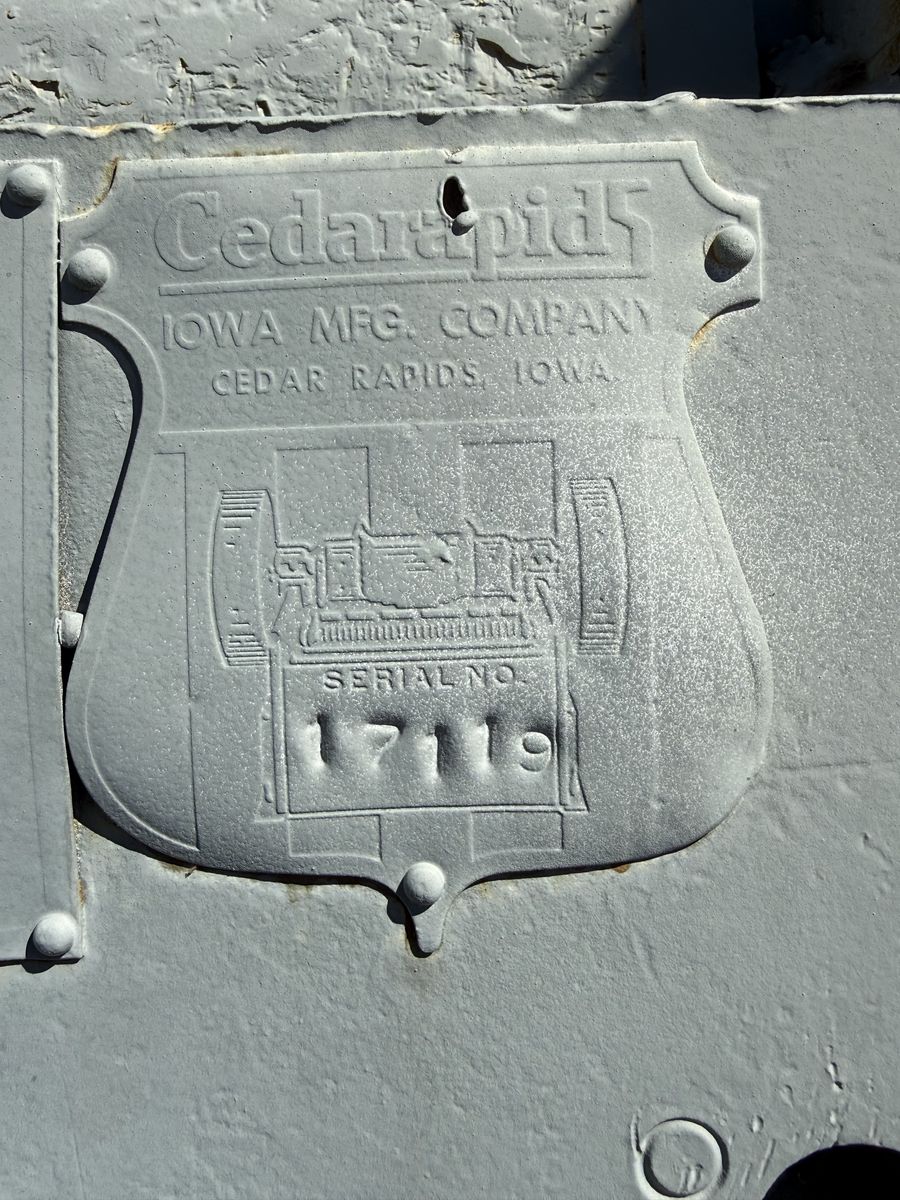 Cedarapids
IOWA MFG. COMPANY
CEDAR RAPIDS, IOWA.
SERIAL NO.
17119